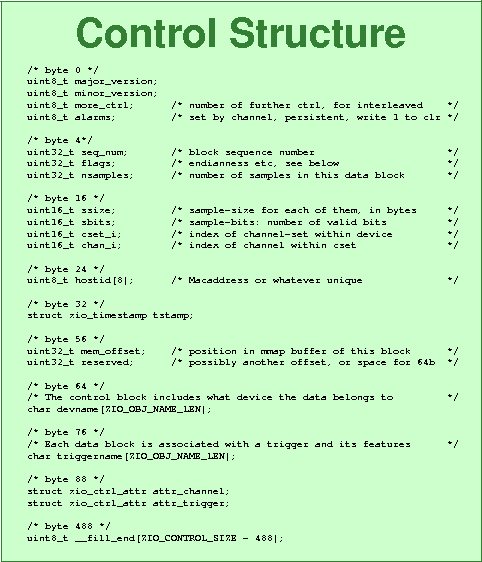 Control Structure
/* byte 0 */
uint8_t major_version;
uint8_t minor_version;
uint8_t more_ctrl; /* number of further ctrl, for interleaved */
uint8_t alarms; /* set by channel, persistent, write 1 to clr */
/* byte 4*/
uint32_t seq_num; /* block sequence number */
uint32_t flags; /* endianness etc, see below */
uint32_t nsamples; /* number of samples in this data block */
/* byte 16 */
uint16_t ssize; /* sample-size for each of them, in bytes */
uint16_t sbits; /* sample-bits: number of valid bits */
uint16_t cset_i; /* index of channel-set within device */
uint16_t chan_i; /* index of channel within cset */
/* byte 24 */
uint8_t hostid[8]; /* Macaddress or whatever unique */
/* byte 32 */
struct zio_timestamp tstamp;
/* byte 56 */
uint32_t mem_offset; /* position in mmap buffer of this block */
uint32_t reserved; /* possibly another offset, or space for 64b */
/* byte 64 */
/* The control block includes what device the data belongs to */
char devname[ZIO_OBJ_NAME_LEN];
/* byte 76 */
/* Each data block is associated with a trigger and its features */
char triggername[ZIO_OBJ_NAME_LEN];
/* byte 88 */
struct zio_ctrl_attr attr_channel;
struct zio_ctrl_attr attr_trigger;
/* byte 488 */
uint8_t __fill_end[ZIO_CONTROL_SIZE - 488];